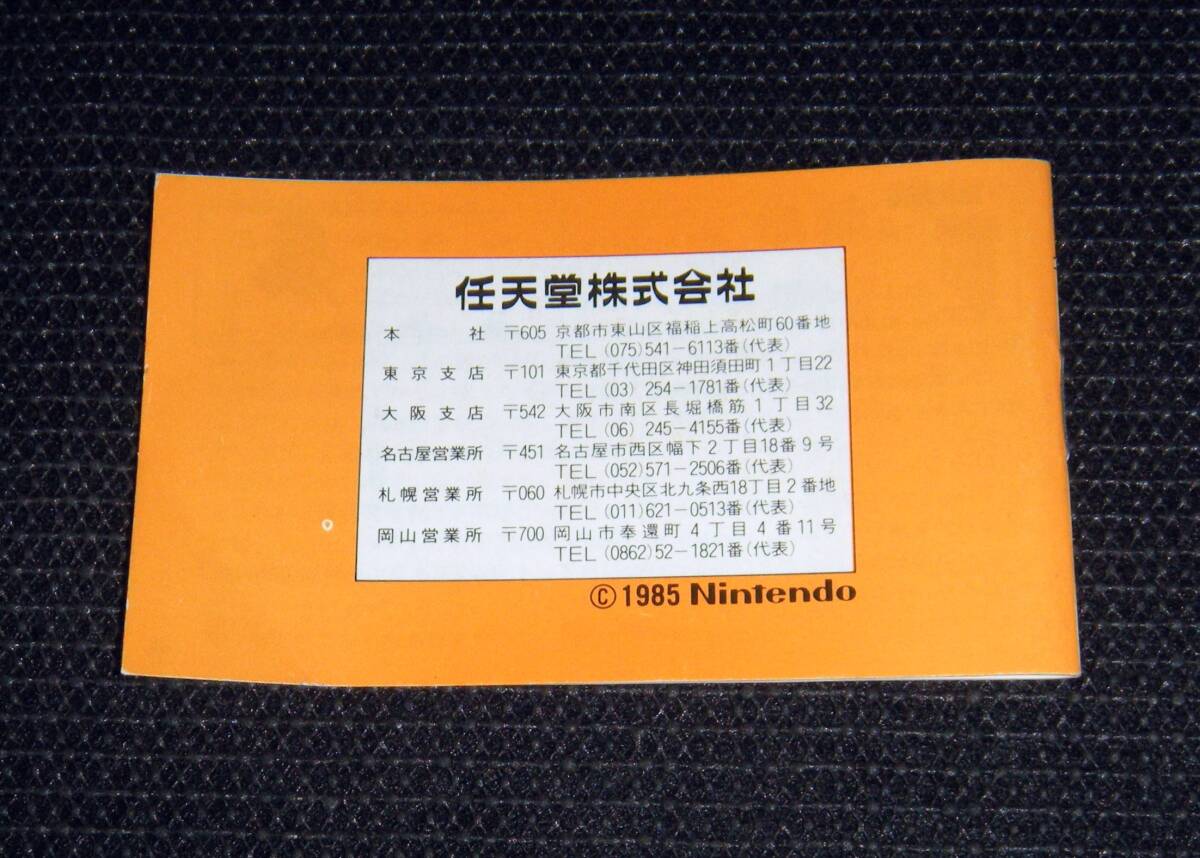 任天堂株式会社
本社 〒605 京都市東山区福稲上高松町60番地
TEL (075)541-6113番(代表)
東京支店 〒101 東京都千代田区神田須田町1丁目22
TEL (03) 254-1781番(代表)
大阪支店 〒542 大阪市南区長堀橋筋1丁目32
TEL (06) 245-4155番(代表)
名古屋営業所 〒451 名古屋市西区幅下2丁目18番9号
TEL (052)571-2506番(代表)
札幌営業所 〒060 札幌市中央区北九条西18丁目2番地
TEL (011)621-0513番(代表)
岡山営業所 〒700 岡山市奉還町4丁目4番11号
TEL (0862)52-1821番(代表)
©1985 Nintendo